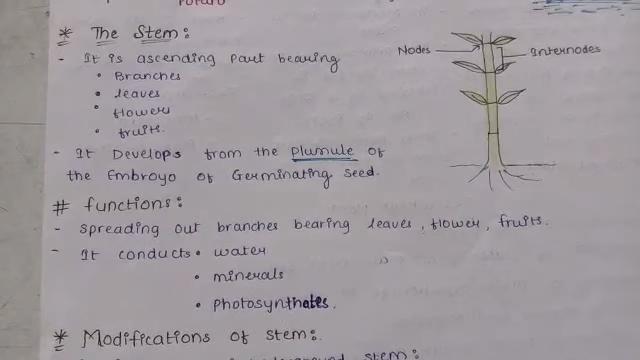 Potato
* The Stem:
- It is ascending part bearing
• Branches
• leaves
• flowers
• fruits.
- It Develops from the plumule of
the Embroyo of Germinating seed.
Nodes
Internodes
# functions:
- spreading out branches bearing leaves, flower, fruits.
- It conducts • water
• minerals
• photosynthates.
* Modifications of stem:
stem: